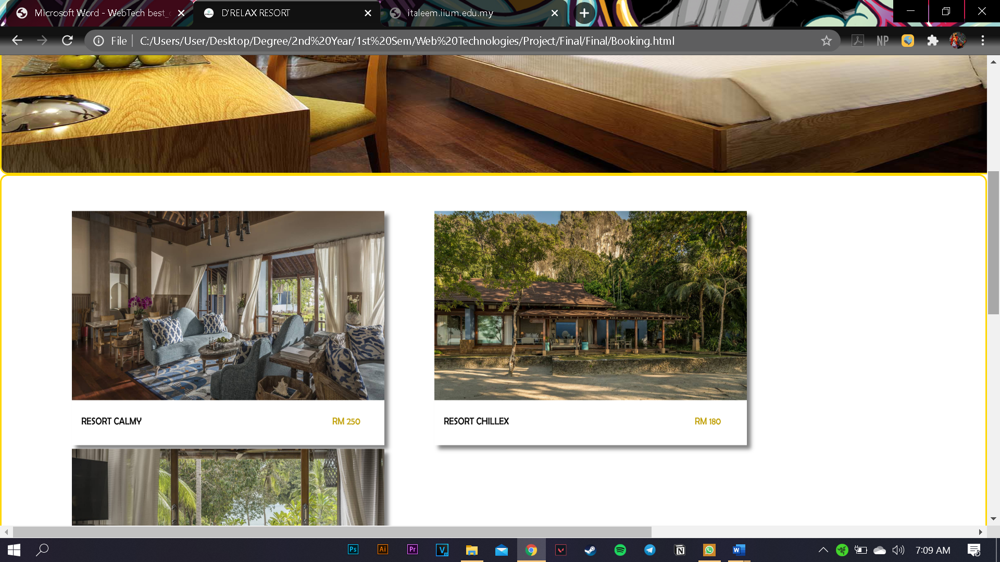 Microsoft Word - WebTech best_
D'RELAX RESORT
italeem.iium.edu.my
File
C:/Users/User/Desktop/Degree/2nd%20Year/1st%20Sem/Web%20Technologies/Project/Final/Final/Booking.html
NP
RESORT CALMY
RM 250
RESORT CHILLEX
RM 180
Ps
Ai
Pr
V
N
W
7:09 AM